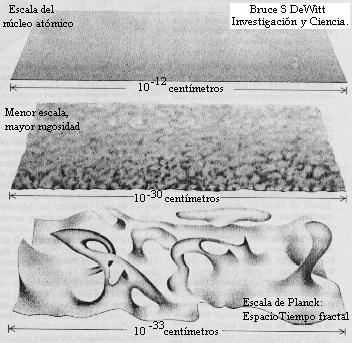 Escala del
núcleo atómico
Bruce S DeWitt
Investigación y Ciencia.
10-12 centímetros
Menor escala,
mayor rugosidad
10-30 centímetros
Escala de Planck:
EspacioTiempo fractal
10-33 centímetros